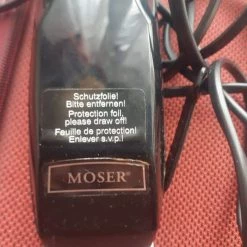 Schutzfolie!
Bitte entfernen!
Protection foil,
please draw off!
Feuille de protection!
Enlever s.v.p.!
MOSER®